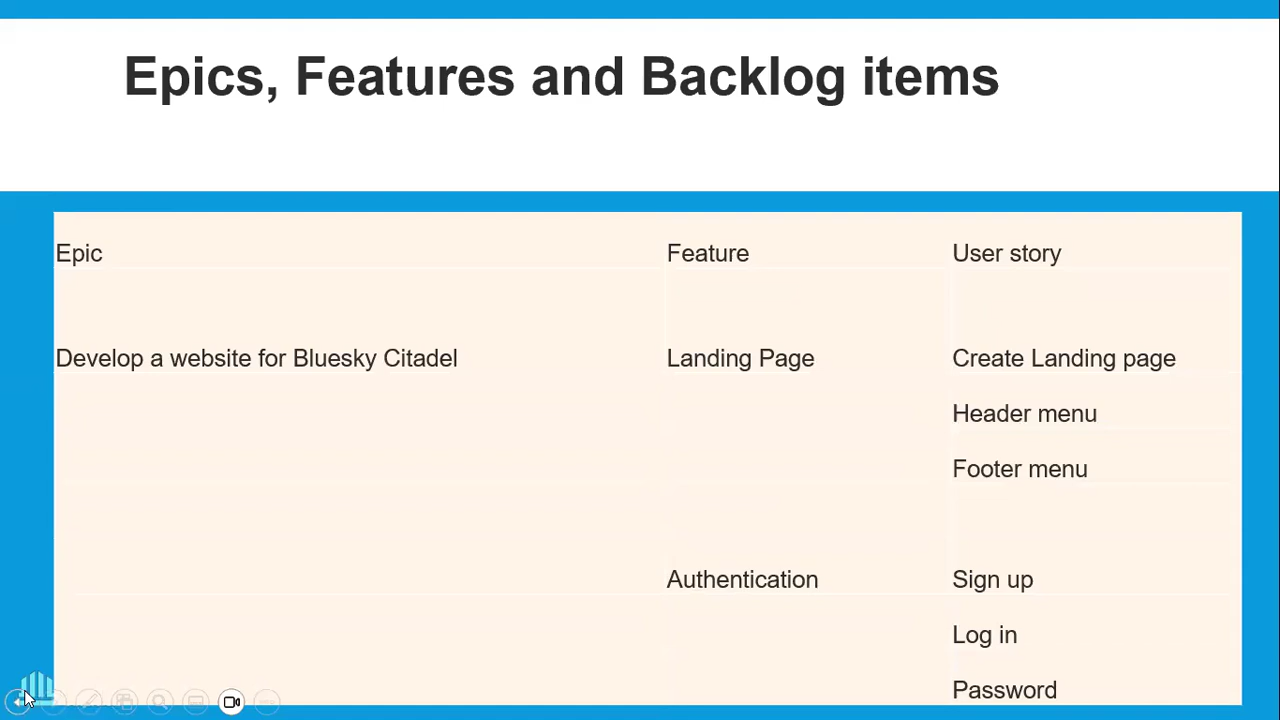 Epics, Features and Backlog items
Epic Feature User story
Develop a website for Bluesky Citadel Landing Page Create Landing page
Header menu
Footer menu
Authentication Sign up
Log in
Password